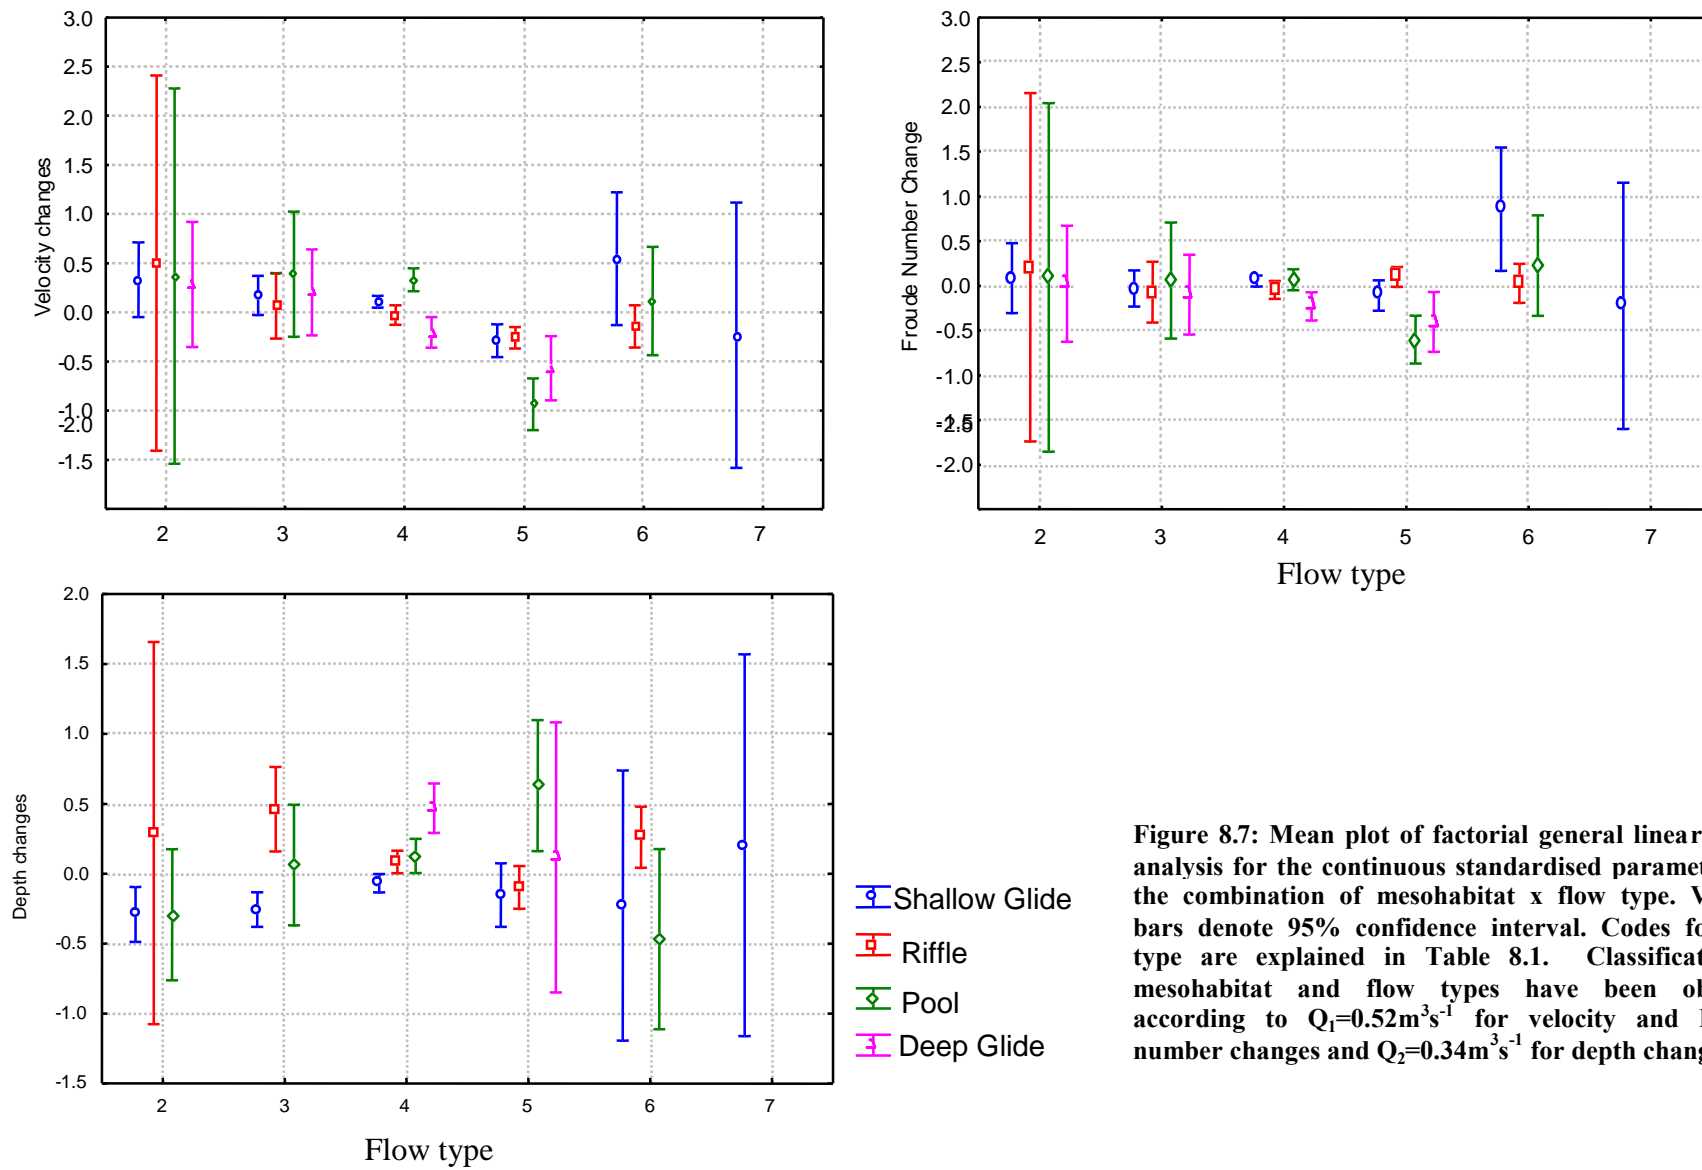 3.0
2.5
2.0
1.5
1.0
0.5
0.0
-0.5
-1.0
-2.0
-1.5
Velocity changes
2 3 4 5 6 7
3.0
2.5
2.0
1.5
1.0
0.5
0.0
-0.5
-1.0
-1.5
-2.5
-2.0
Froude Number Change
2 3 4 5 6 7
Flow type
2.0
1.5
1.0
0.5
0.0
-0.5
-1.0
-1.5
Depth changes
2 3 4 5 6 7
Flow type
Shallow Glide
Riffle
Pool
Deep Glide
Figure 8.7: Mean plot of factorial general linear
analysis for the continuous standardised paramet
the combination of mesohabitat x flow type. V
bars denote 95% confidence interval. Codes fo
type are explained in Table 8.1. Classificat
mesohabitat and flow types have been ob
according to Q₁=0.52m³s⁻¹ for velocity and
number changes and Q₂=0.34m³s⁻¹ for depth chang